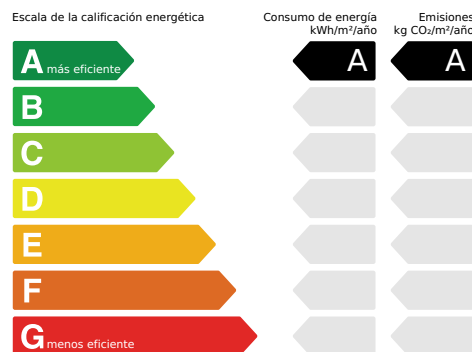 Escala de la calificación energética
Consumo de energía
kWh/m²/año
Emisiones
kg CO₂/m²/año
A más eficiente
A
A
B
C
D
E
F
G menos eficiente